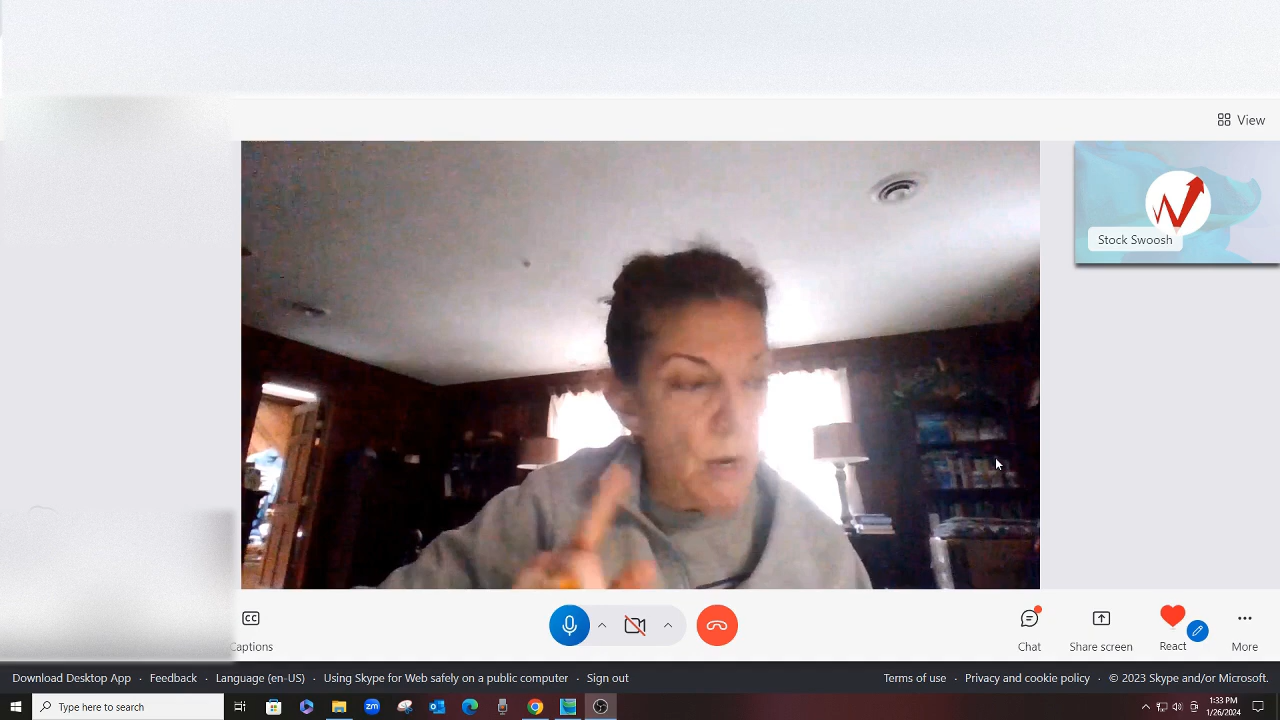 View
Stock Swoosh
CC
Captions
Chat
Share screen
React
More
Download Desktop App · Feedback · Language (en-US) · Using Skype for Web safely on a public computer · Sign out
Terms of use · Privacy and cookie policy · © 2023 Skype and/or Microsoft.
Type here to search
zm
1:33 PM
1/26/2024